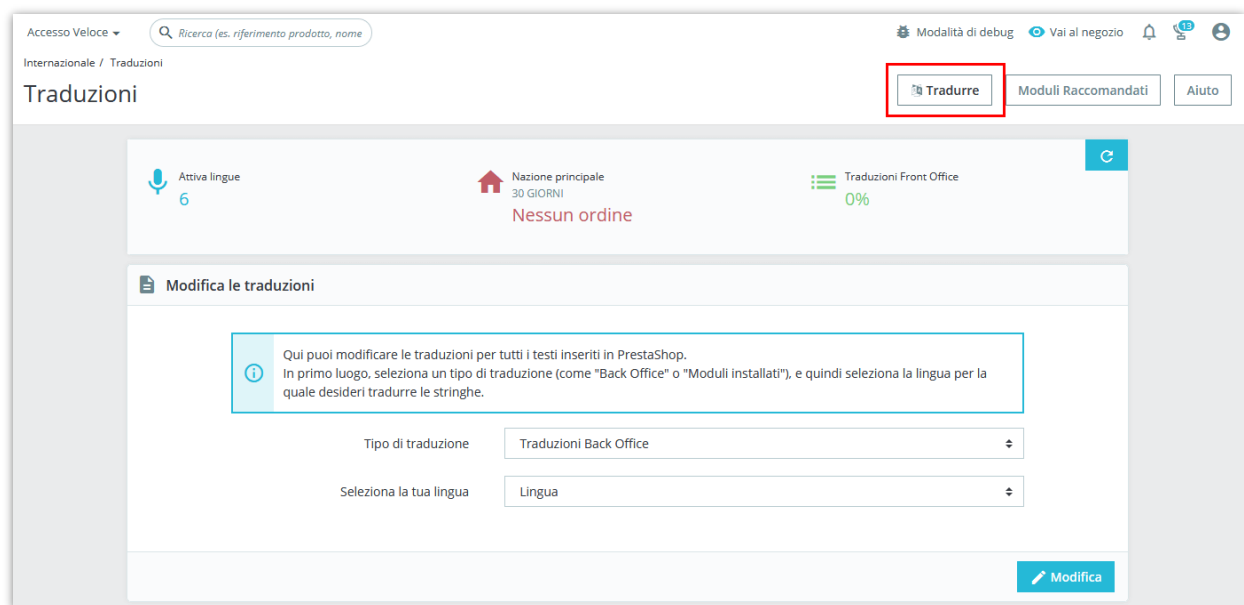 Accesso Veloce
Ricerca (es. riferimento prodotto, nome
Modalità di debug
Vai al negozio
13
Internazionale / Traduzioni
Traduzioni
Tradurre
Moduli Raccomandati
Aiuto
Attiva lingue
6
Nazione principale
30 GIORNI
Nessun ordine
Traduzioni Front Office
0%
Modifica le traduzioni
Qui puoi modificare le traduzioni per tutti i testi inseriti in PrestaShop.
In primo luogo, seleziona un tipo di traduzione (come "Back Office" o "Moduli installati"), e quindi seleziona la lingua per la
quale desideri tradurre le stringhe.
Tipo di traduzione
Traduzioni Back Office
Seleziona la tua lingua
Lingua
Modifica